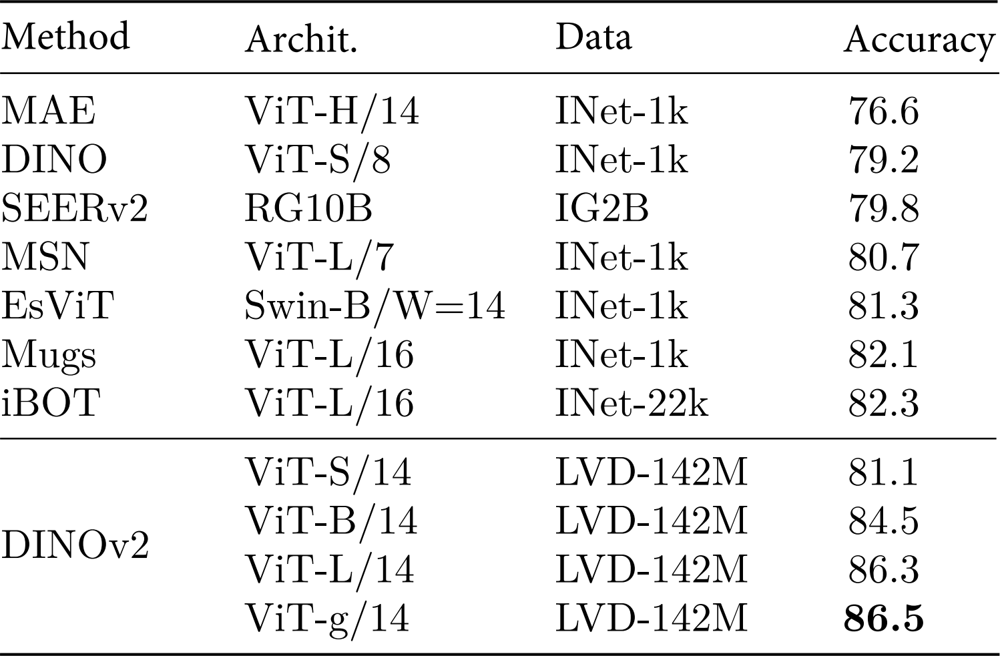 Method Archit. Data Accuracy
MAE ViT-H/14 INet-1k 76.6
DINO ViT-S/8 INet-1k 79.2
SEERv2 RG10B IG2B 79.8
MSN ViT-L/7 INet-1k 80.7
EsViT Swin-B/W=14 INet-1k 81.3
Mugs ViT-L/16 INet-1k 82.1
iBOT ViT-L/16 INet-22k 82.3
DINOv2
ViT-S/14 LVD-142M 81.1
ViT-B/14 LVD-142M 84.5
ViT-L/14 LVD-142M 86.3
ViT-g/14 LVD-142M 86.5